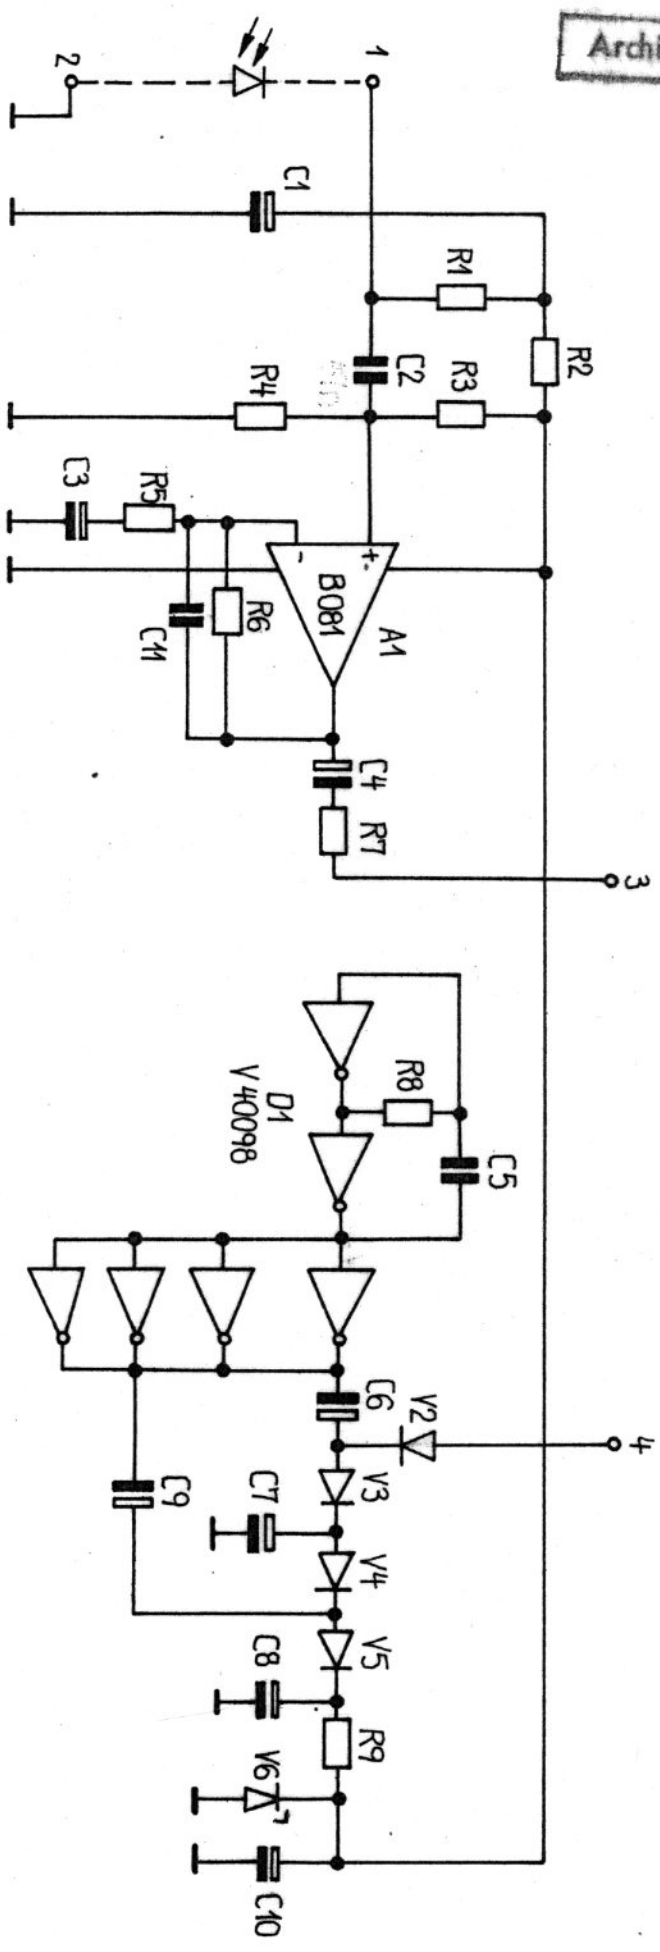 Archi
1
2
C1
R1
R2
C2
R3
R4
C3
R5
+
-
B081
A1
R6
C11
C4
R7
3
D1
V40098
R8
C5
C6
V2
4
C9
C7
V3
V4
V5
C8
R9
V6
C10